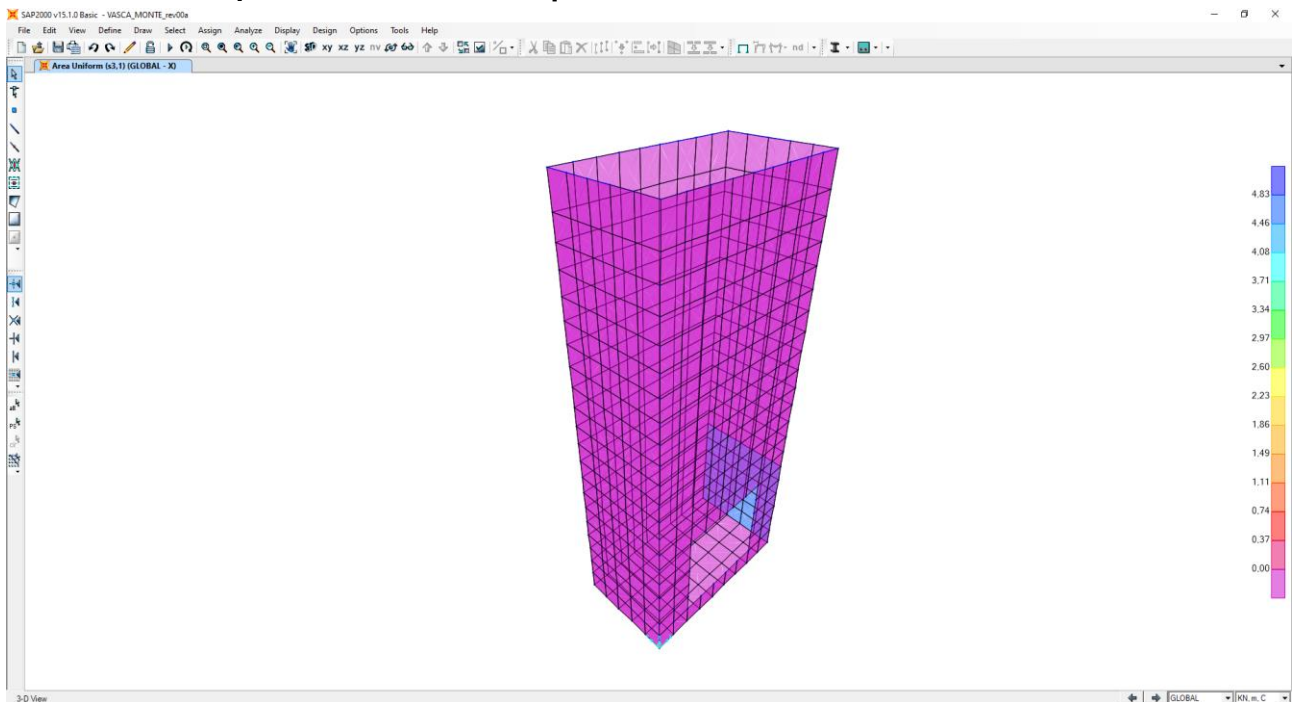 SAP2000 v15.1.0 Basic - VASCA_MONTE_rev00a
File Edit View Define Draw Select Assign Analyze Display Design Options Tools Help
xy xz yz nv nd
Area Uniform (s3,1) (GLOBAL - X)
4.83
4.46
4.08
3.71
3.34
2.97
2.60
2.23
1.86
1.49
1.11
0.74
0.37
0.00
3-D View GLOBAL KN, m, C